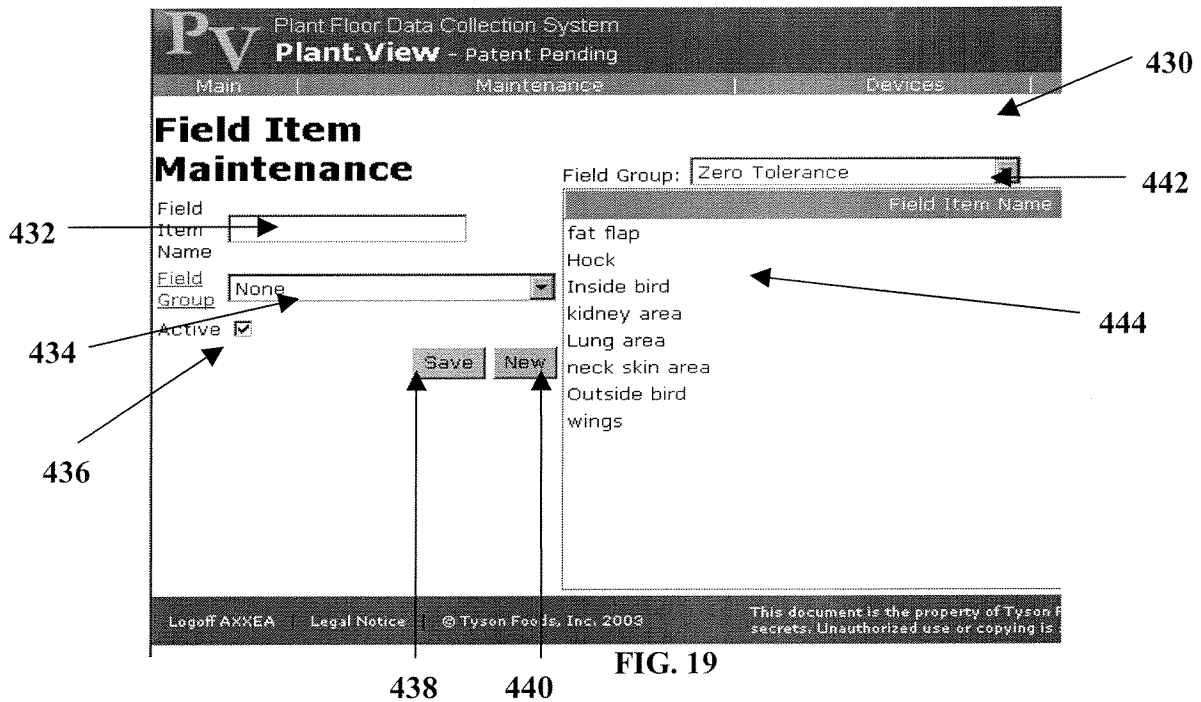 PV Plant Floor Data Collection System
Plant.View - Patent Pending
Main | Maintenance | Devices |
430
Field Item
Maintenance
Field Group: Zero Tolerance
442
Field Item Name
432
Field
Item
Name
Field
Group
None
434
Active
436
Save New
fat flap
Hock
Inside bird
kidney area
Lung area
neck skin area
Outside bird
wings
444
Logoff AXXEA | Legal Notice | © Tyson Foods, Inc. 2003
This document is the property of Tyson F
secrets. Unauthorized use or copying is
438 440
FIG. 19